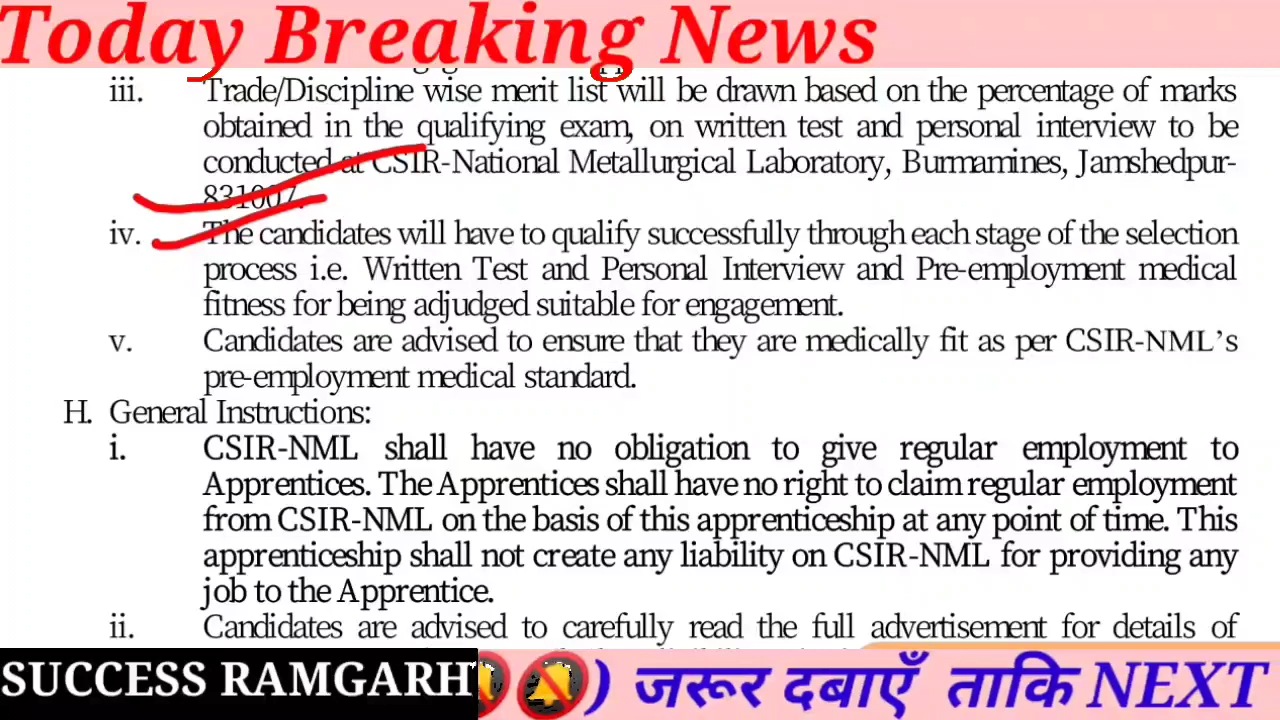 Today Breaking News
iii. Trade/Discipline wise merit list will be drawn based on the percentage of marks
obtained in the qualifying exam, on written test and personal interview to be
conducted at CSIR-National Metallurgical Laboratory, Burmamines, Jamshedpur-
831007.
iv. The candidates will have to qualify successfully through each stage of the selection
process i.e. Written Test and Personal Interview and Pre-employment medical
fitness for being adjudged suitable for engagement.
v. Candidates are advised to ensure that they are medically fit as per CSIR-NML’s
pre-employment medical standard.
H. General Instructions:
i. CSIR-NML shall have no obligation to give regular employment to
Apprentices. The Apprentices shall have no right to claim regular employment
from CSIR-NML on the basis of this apprenticeship at any point of time. This
apprenticeship shall not create any liability on CSIR-NML for providing any
job to the Apprentice.
ii. Candidates are advised to carefully read the full advertisement for details of
SUCCESS RAMGARH ) जरूर दबाएँ ताकि NEXT